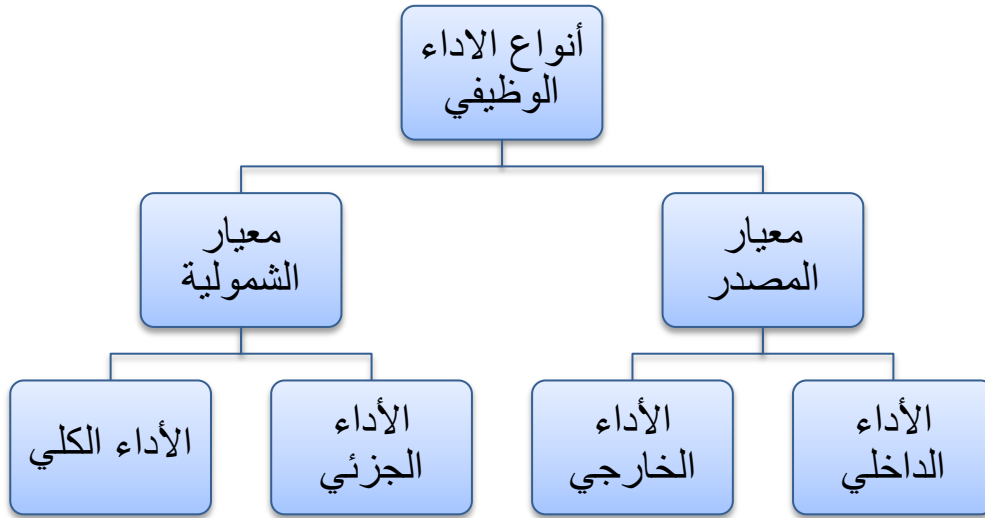 أنواع الاداء
الوظيفي
معيار
المصدر
معيار
الشمولية
الأداء
الداخلي
الأداء
الخارجي
الأداء
الجزئي
الأداء الكلي